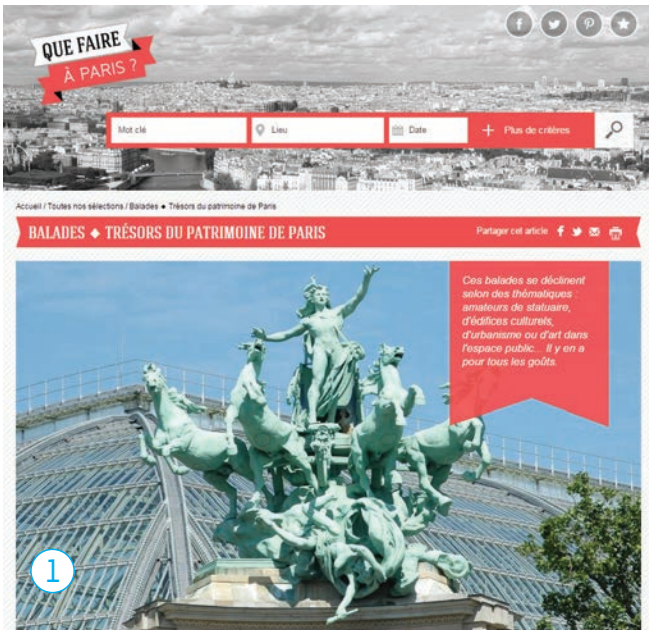 QUE FAIRE
À PARIS ?
Mot clé
Lieu
Date
+ Plus de critères
Accueil / Toutes nos sélections / Balades ◆ Trésors du patrimoine de Paris
BALADES ◆ TRÉSORS DU PATRIMOINE DE PARIS
Partager cet article
Ces balades se déclinent
selon des thématiques :
amateurs de statuaire,
d'édifices culturels,
d'urbanisme ou d'art dans
l'espace public... Il y en a
pour tous les goûts.
1